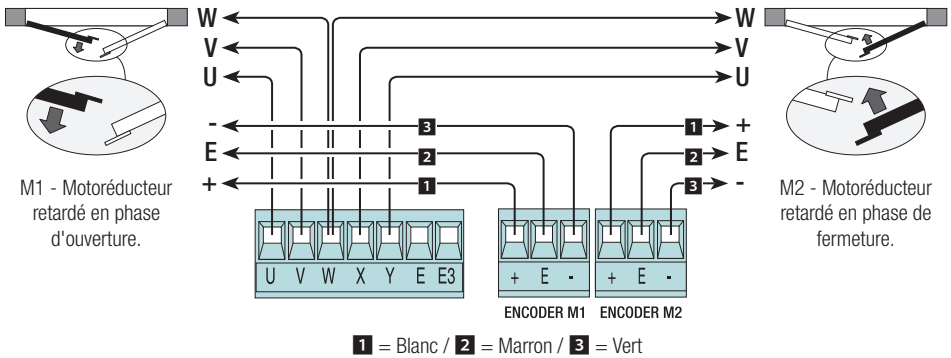 W W
V V
U U
- 3 1 +
E 2 2 E
+ 1 3 -
M1 - Motoréducteur
retardé en phase
d'ouverture.
M2 - Motoréducteur
retardé en phase de
fermeture.
U V W X Y E E3
+ E -
+ E -
ENCODER M1 ENCODER M2
1 = Blanc / 2 = Marron / 3 = Vert